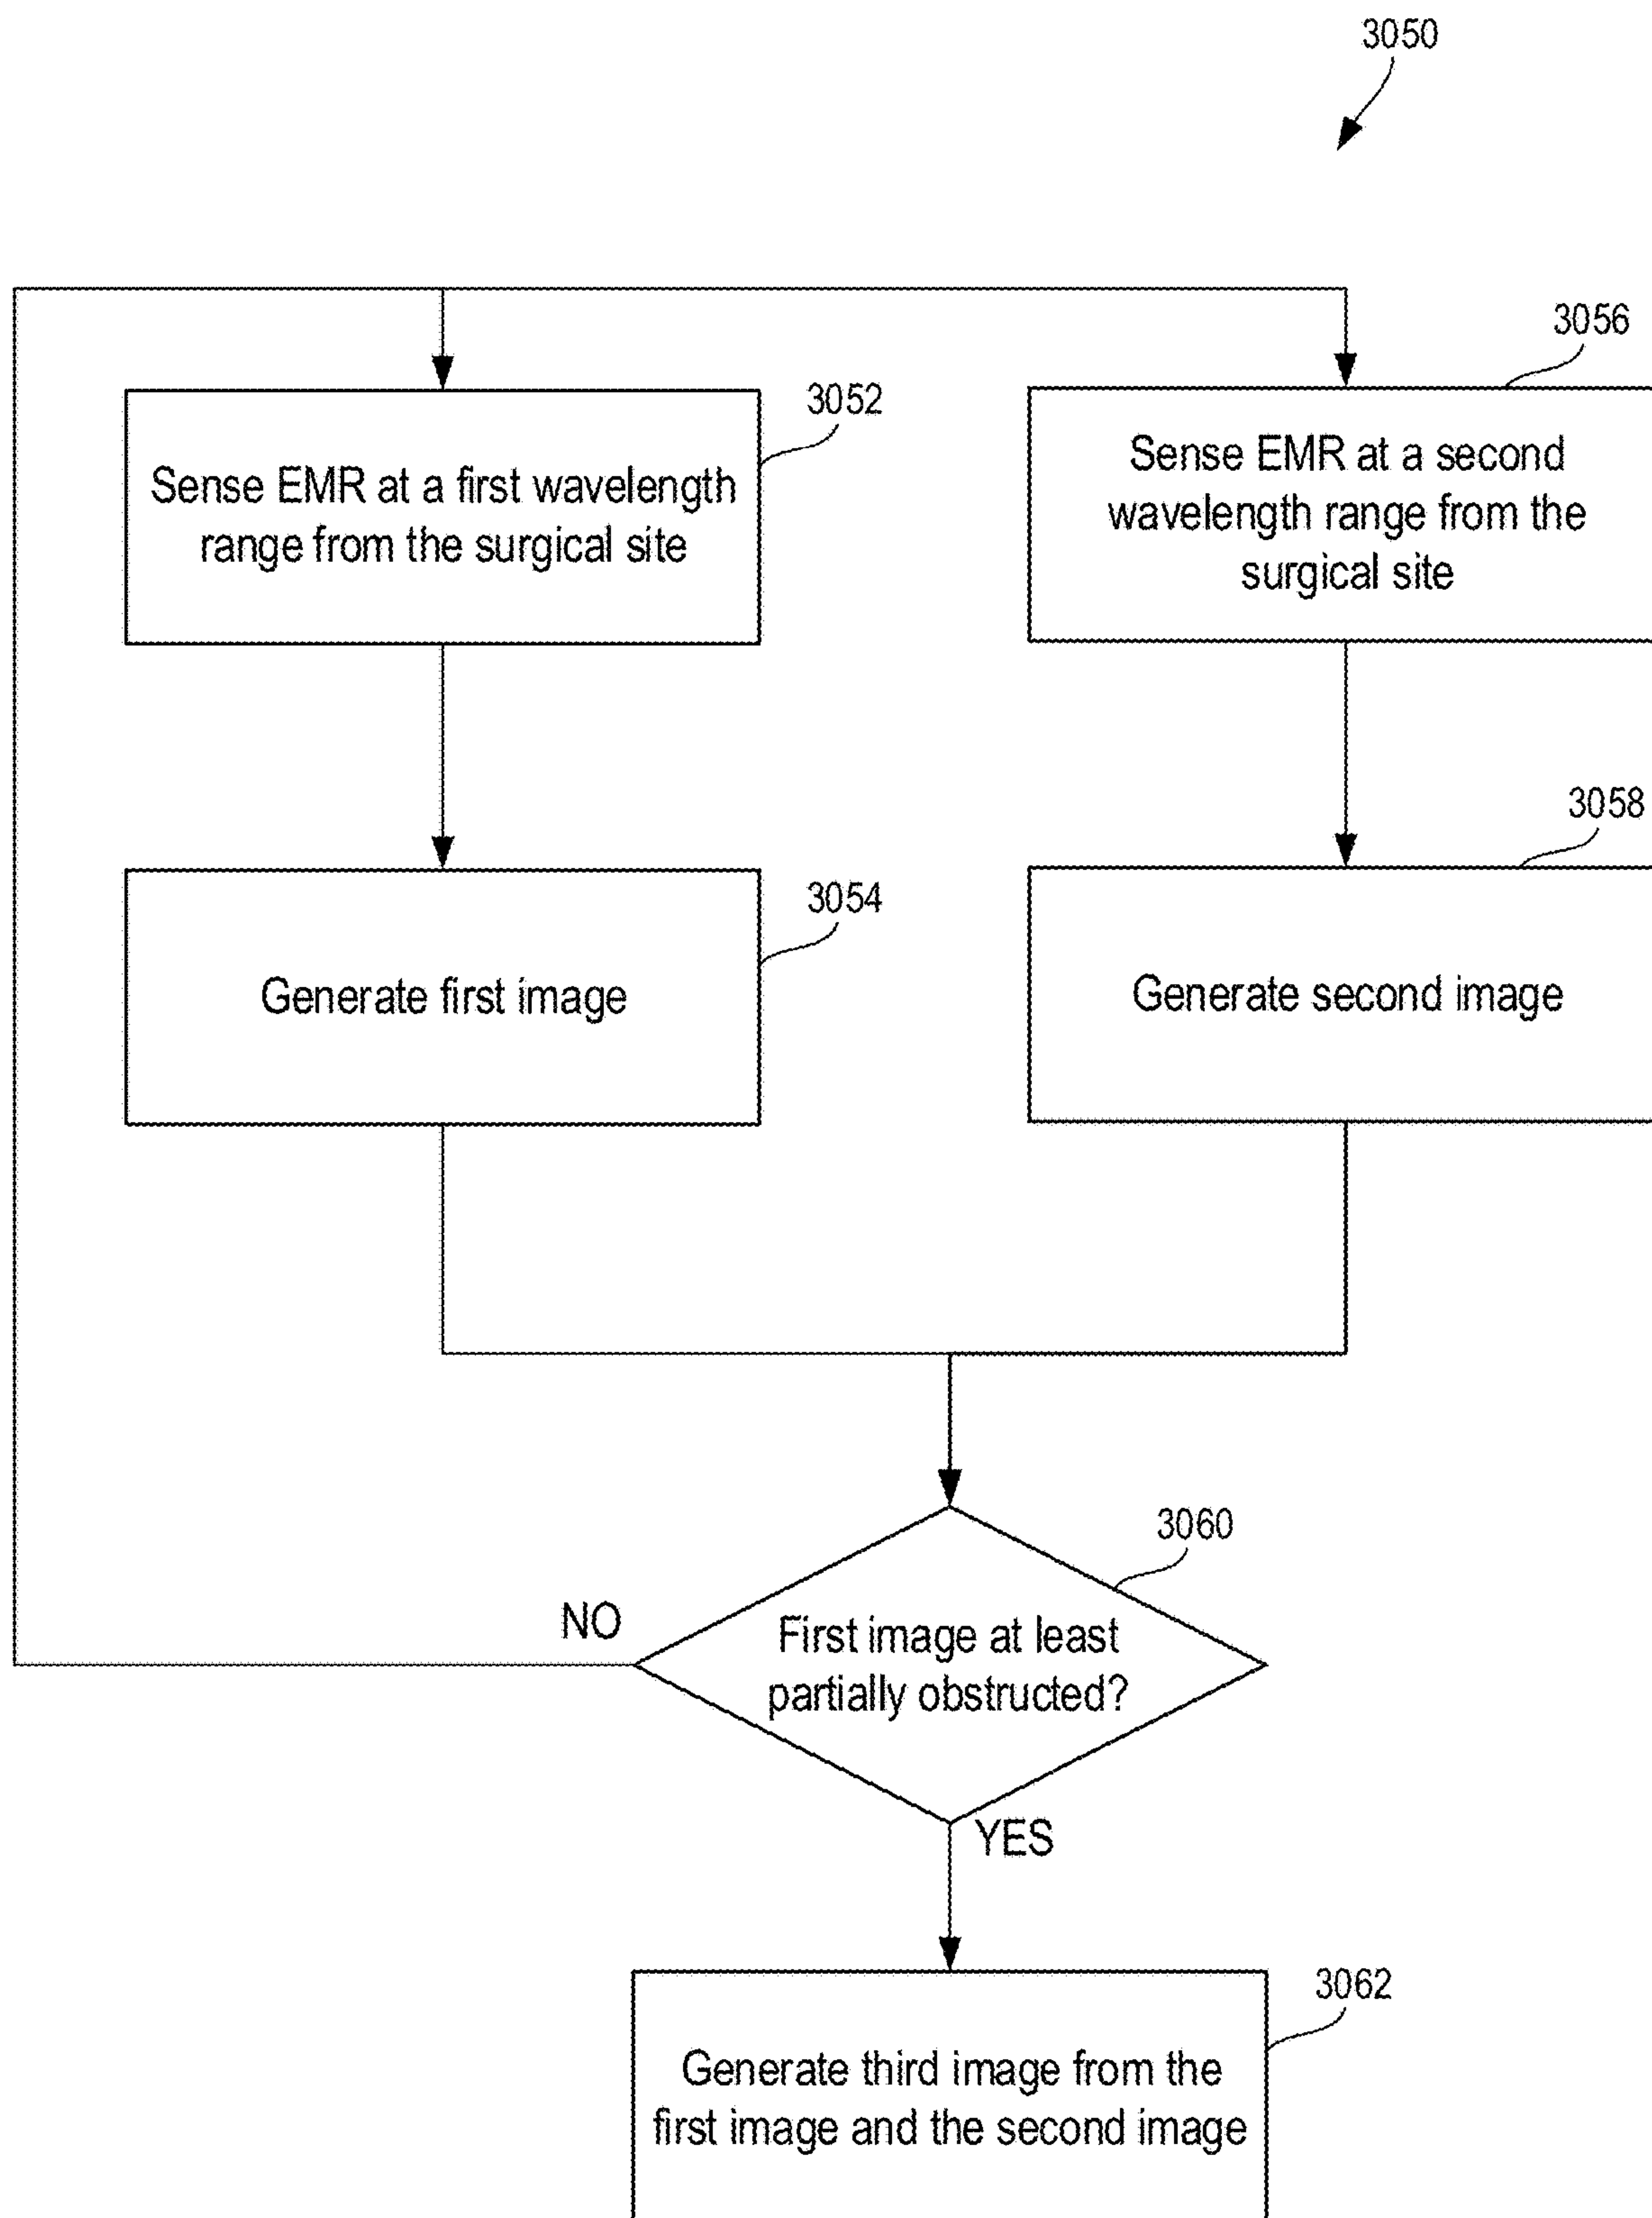 3050
3052
Sense EMR at a first wavelength
range from the surgical site
3056
Sense EMR at a second
wavelength range from the
surgical site
3054
Generate first image
3058
Generate second image
3060
First image at least
partially obstructed?
NO
YES
3062
Generate third image from the
first image and the second image